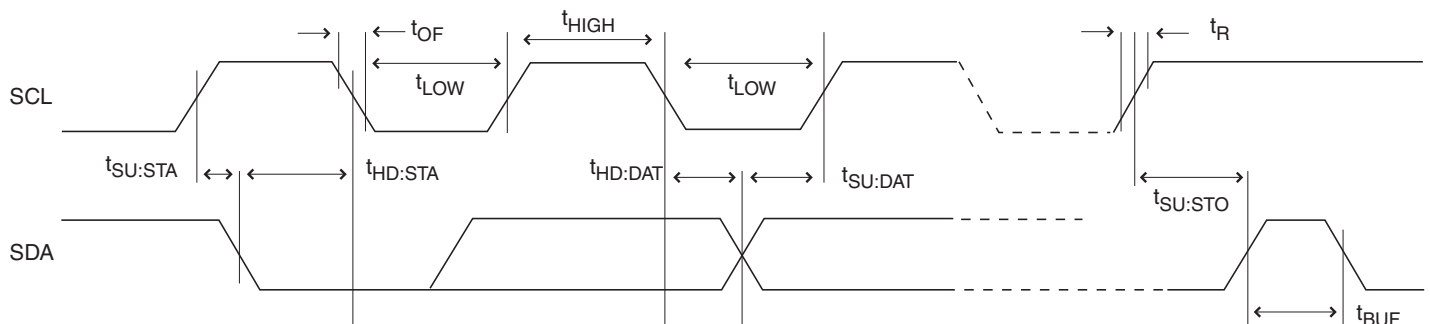 tOF
tHIGH
tR
tLOW
tLOW
SCL
tSU:STA
tHD:STA
tHD:DAT
tSU:DAT
tSU:STO
SDA
tBUF